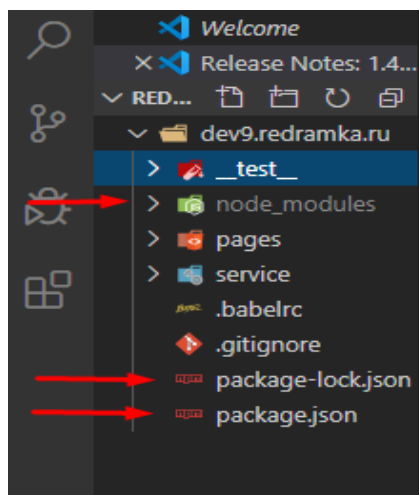 Welcome
Release Notes: 1.4...
RED...
dev9.redramka.ru
__test__
node_modules
pages
service
.babelrc
.gitignore
package-lock.json
package.json